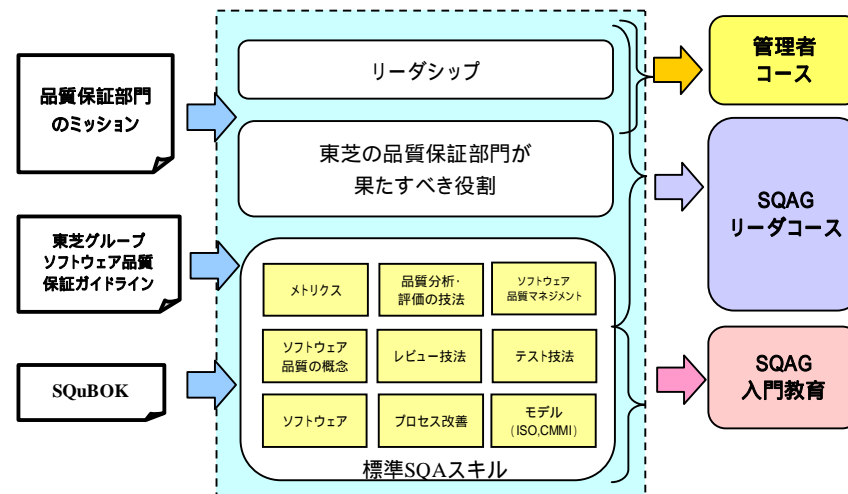 品質保証部門
のミッション
東芝グループ
ソフトウェア品質
保証ガイドライン
SQuBOK
リーダシップ
東芝の品質保証部門が
果たすべき役割
メトリクス
品質分析・
評価の技法
ソフトウェア
品質マネジメント
ソフトウェア
品質の概念
レビュー技法
テスト技法
ソフトウェア
プロセス改善
モデル
(ISO,CMMI)
標準SQAスキル
管理者
コース
SQAG
リーダコース
SQAG
入門教育